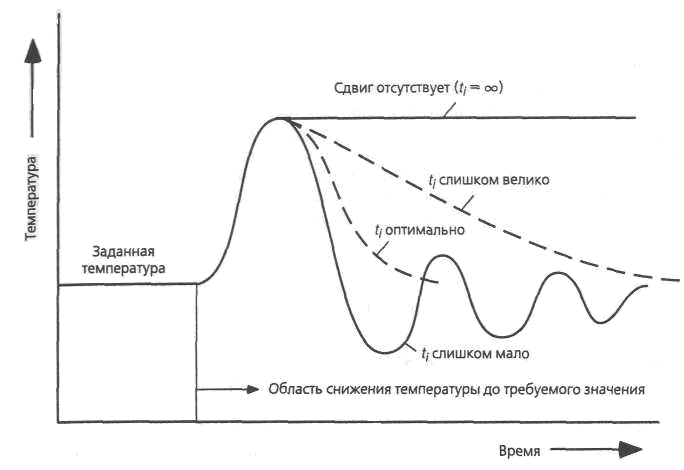 Сдвиг отсутствует (ti = ∞)
Температура
ti слишком велико
ti оптимально
Заданная
температура
ti слишком мало
Область снижения температуры до требуемого значения
Время